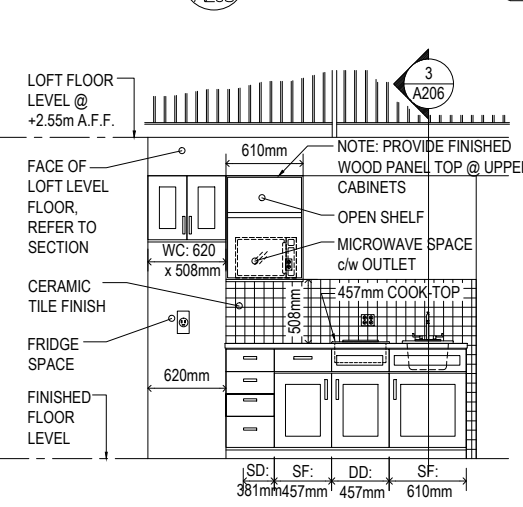 3
A206
LOFT FLOOR
LEVEL @
+2.55m A.F.F.
610mm
NOTE: PROVIDE FINISHED
WOOD PANEL TOP @ UPPER
CABINETS
FACE OF
LOFT LEVEL
FLOOR,
REFER TO
SECTION
OPEN SHELF
MICROWAVE SPACE
c/w OUTLET
WC: 620
x 508mm
CERAMIC
TILE FINISH
508mm
457mm COOK-TOP
FRIDGE
SPACE
620mm
FINISHED
FLOOR
LEVEL
SD:
381mm
SF:
457mm
DD:
457mm
SF:
610mm